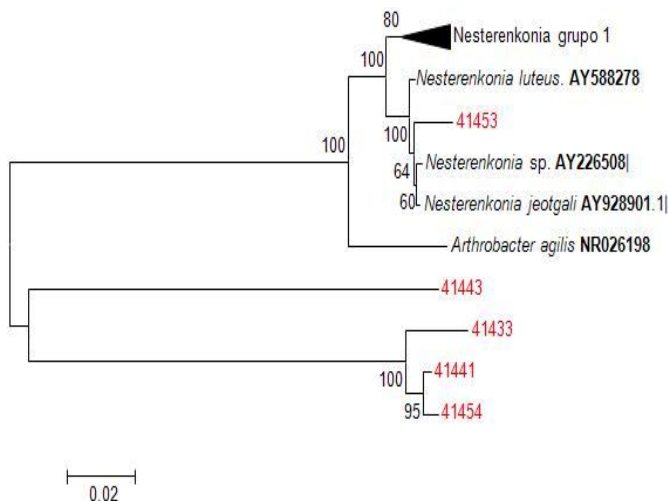 80
Nesterenkonia grupo 1
100
Nesterenkonia luteus. AY588278
100
41453
100
Nesterenkonia sp. AY226508|
64
Nesterenkonia jeotgali AY928901.1|
60
Arthrobacter agilis NR026198
41443
41433
100
41441
95
41454
0.02